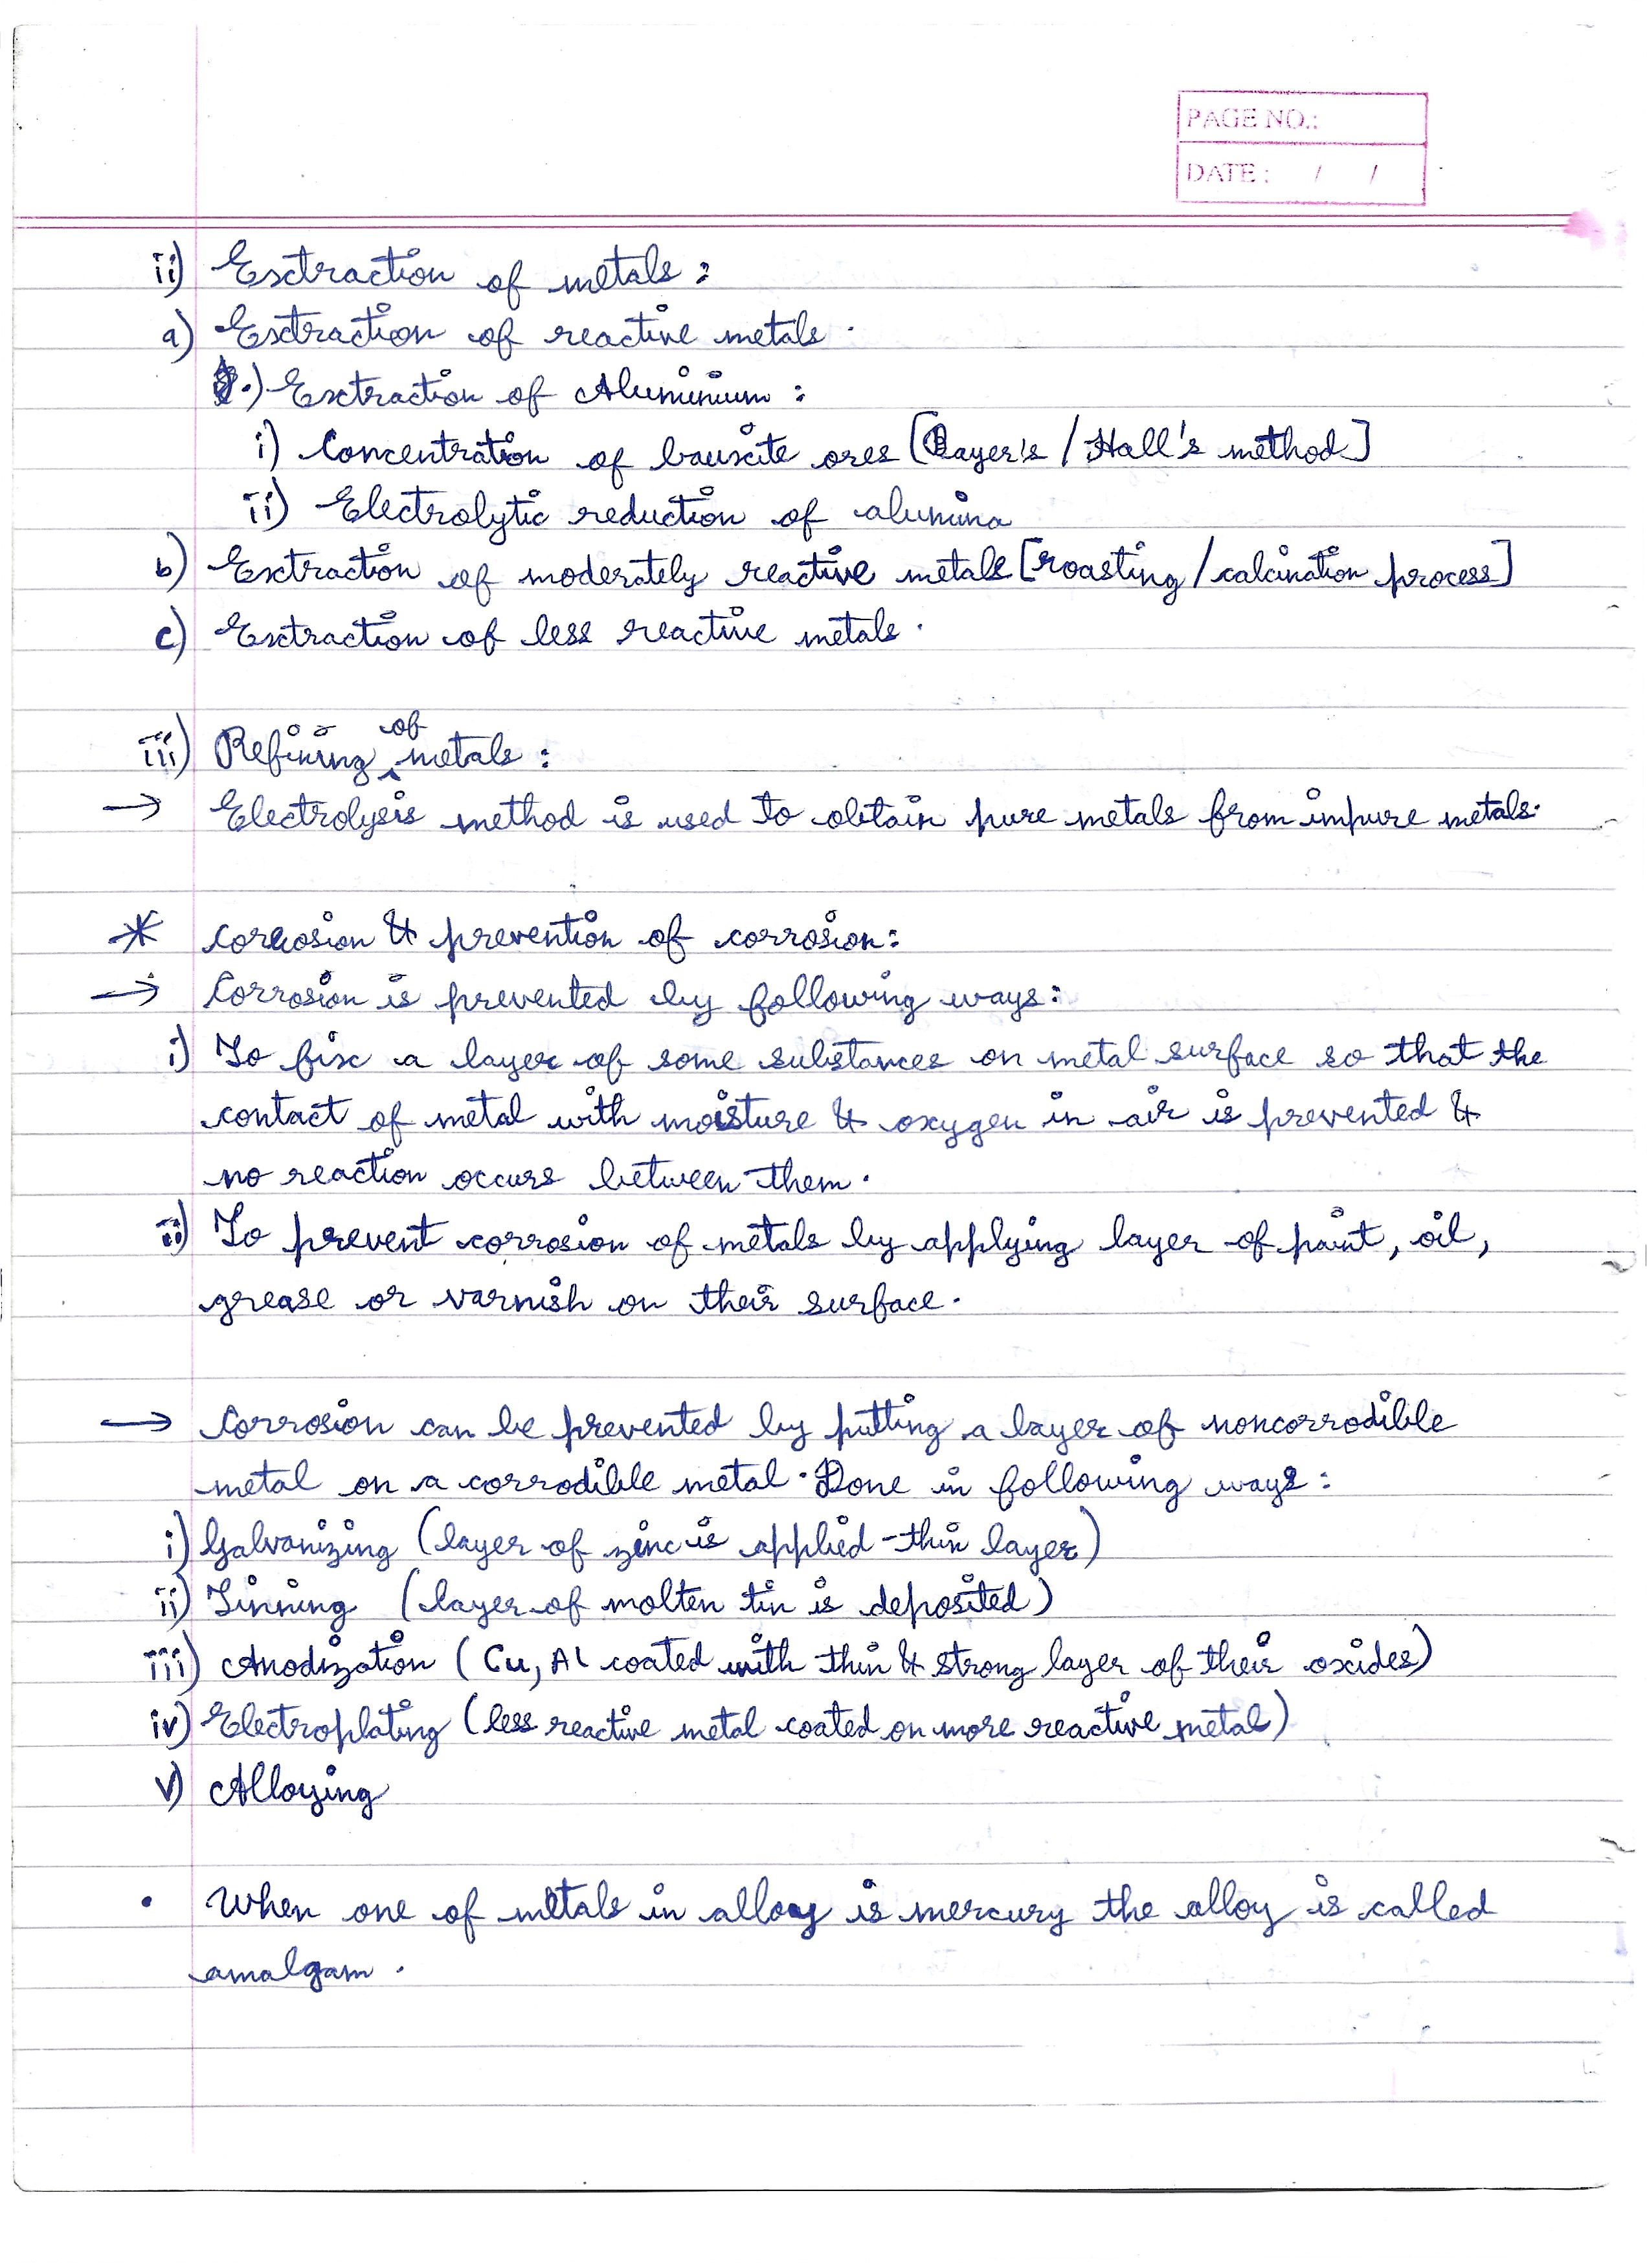 PAGE NO.:
DATE: / /
ii) Extraction of metals:
a) Extraction of reactive metals.
.) Extraction of Aluminium:
i) Concentration of bauxite ores [Bayer's / Hall's method]
ii) Electrolytic reduction of alumina
b) Extraction of moderately reactive metals [roasting / calcination process]
c) Extraction of less reactive metals.
iii) Refining of metals:
→ Electrolysis method is used to obtain pure metals from impure metals.
* Corrosion & prevention of corrosion:
→ Corrosion is prevented by following ways:
i) To fix a layer of some substances on metal surface so that the
contact of metal with moisture & oxygen in air is prevented &
no reaction occurs between them.
ii) To prevent corrosion of metals by applying layer of paint, oil,
grease or varnish on their surface.
→ Corrosion can be prevented by putting a layer of noncorrodible
metal on a corrodible metal. Done in following ways:
i) Galvanizing (layer of zinc is applied - thin layer)
ii) Tinning (layer of molten tin is deposited)
iii) Anodization (Cu, Al coated with thin & strong layer of their oxides)
iv) Electroplating (less reactive metal coated on more reactive metal)
v) Alloying
• When one of metals in alloy is mercury the alloy is called
amalgam.